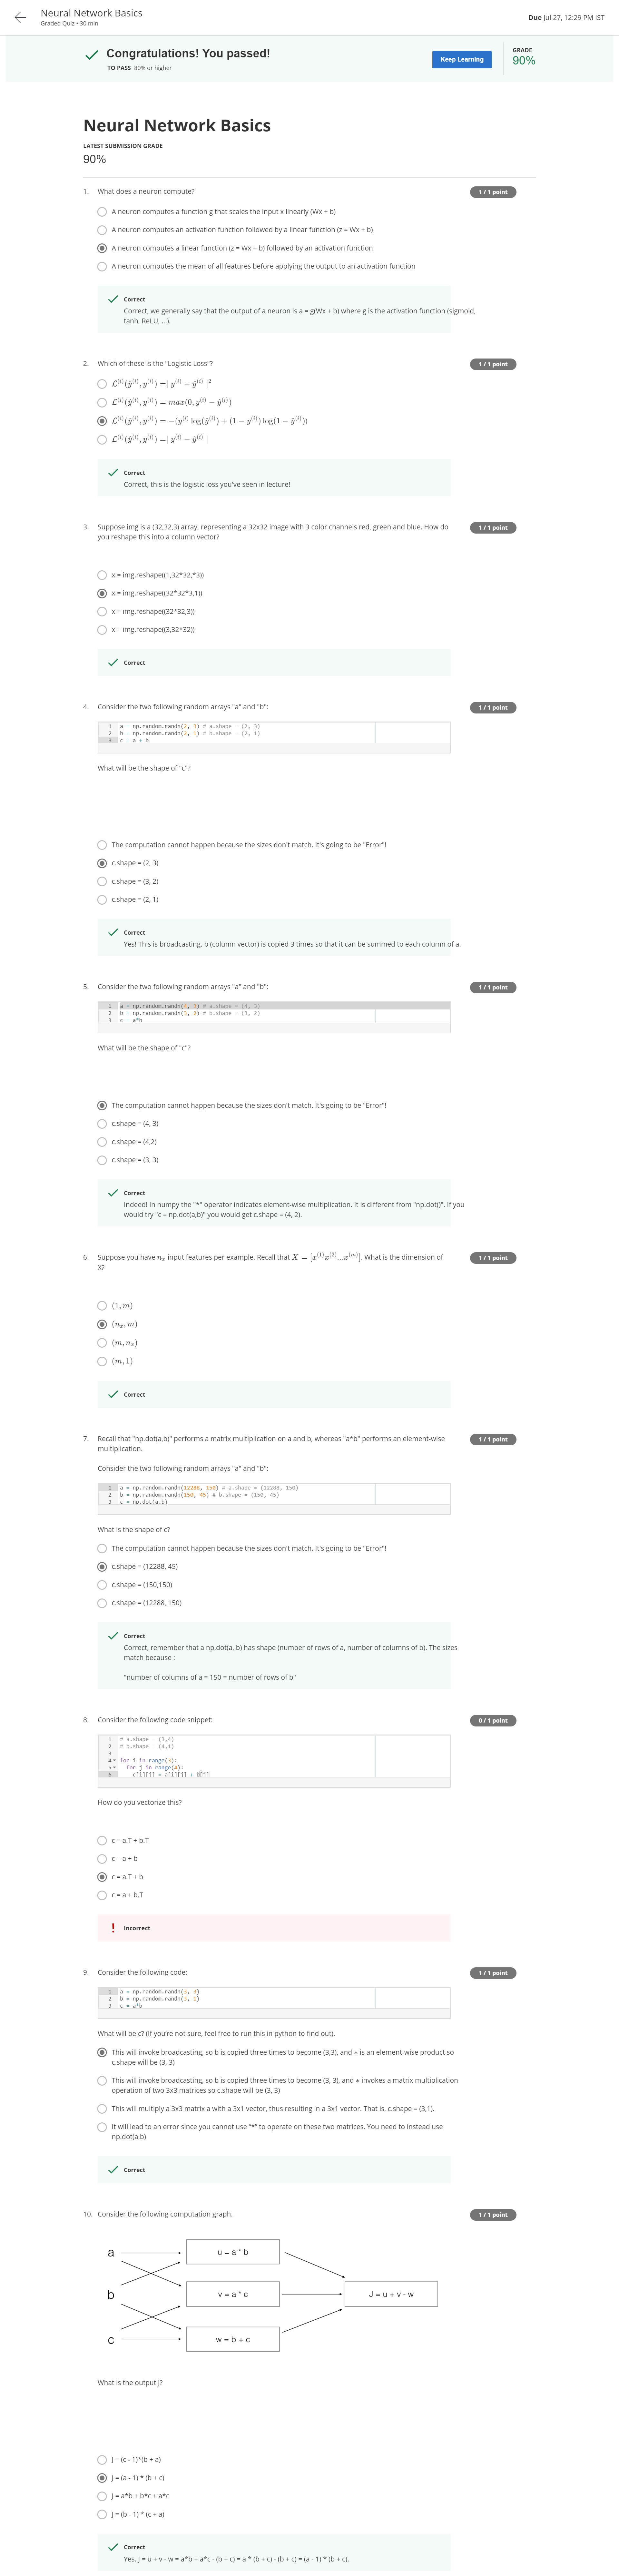 Neural Network Basics
Graded Quiz • 30 min
Due Jul 27, 12:29 PM IST
Congratulations! You passed!
TO PASS 80% or higher
Keep Learning
GRADE
90%
Neural Network Basics
LATEST SUBMISSION GRADE
90%
1. What does a neuron compute?
1 / 1 point
A neuron computes a function g that scales the input x linearly (Wx + b)
A neuron computes an activation function followed by a linear function (z = Wx + b)
A neuron computes a linear function (z = Wx + b) followed by an activation function
A neuron computes the mean of all features before applying the output to an activation function
Correct
Correct, we generally say that the output of a neuron is a = g(Wx + b) where g is the activation function (sigmoid,
tanh, ReLU, ...).
2. Which of these is the "Logistic Loss"?
1 / 1 point
ℒ^(i)(ŷ^(i), y^(i)) =| y^(i) − ŷ^(i) |^2
ℒ^(i)(ŷ^(i), y^(i)) = max(0, y^(i) − ŷ^(i))
ℒ^(i)(ŷ^(i), y^(i)) = −(y^(i) log(ŷ^(i)) + (1 − y^(i)) log(1 − ŷ^(i)))
ℒ^(i)(ŷ^(i), y^(i)) =| y^(i) − ŷ^(i) |
Correct
Correct, this is the logistic loss you've seen in lecture!
3. Suppose img is a (32,32,3) array, representing a 32x32 image with 3 color channels red, green and blue. How do
you reshape this into a column vector?
1 / 1 point
x = img.reshape((1,32*32,*3))
x = img.reshape((32*32*3,1))
x = img.reshape((32*32,3))
x = img.reshape((3,32*32))
Correct
4. Consider the two following random arrays "a" and "b":
1 / 1 point
1 a = np.random.randn(2, 3) # a.shape = (2, 3)
2 b = np.random.randn(2, 1) # b.shape = (2, 1)
3 c = a + b
What will be the shape of "c"?
The computation cannot happen because the sizes don't match. It's going to be "Error"!
c.shape = (2, 3)
c.shape = (3, 2)
c.shape = (2, 1)
Correct
Yes! This is broadcasting. b (column vector) is copied 3 times so that it can be summed to each column of a.
5. Consider the two following random arrays "a" and "b":
1 / 1 point
1 a = np.random.randn(4, 3) # a.shape = (4, 3)
2 b = np.random.randn(3, 2) # b.shape = (3, 2)
3 c = a*b
What will be the shape of "c"?
The computation cannot happen because the sizes don't match. It's going to be "Error"!
c.shape = (4, 3)
c.shape = (4,2)
c.shape = (3, 3)
Correct
Indeed! In numpy the "*" operator indicates element-wise multiplication. It is different from "np.dot()". If you
would try "c = np.dot(a,b)" you would get c.shape = (4, 2).
6. Suppose you have n_x input features per example. Recall that X = [x^(1) x^(2)...x^(m)]. What is the dimension of
X?
1 / 1 point
(1, m)
(n_x, m)
(m, n_x)
(m, 1)
Correct
7. Recall that "np.dot(a,b)" performs a matrix multiplication on a and b, whereas "a*b" performs an element-wise
multiplication.
1 / 1 point
Consider the two following random arrays "a" and "b":
1 a = np.random.randn(12288, 150) # a.shape = (12288, 150)
2 b = np.random.randn(150, 45) # b.shape = (150, 45)
3 c = np.dot(a,b)
What is the shape of c?
The computation cannot happen because the sizes don't match. It's going to be "Error"!
c.shape = (12288, 45)
c.shape = (150,150)
c.shape = (12288, 150)
Correct
Correct, remember that a np.dot(a, b) has shape (number of rows of a, number of columns of b). The sizes
match because :
"number of columns of a = 150 = number of rows of b"
8. Consider the following code snippet:
0 / 1 point
1 # a.shape = (3,4)
2 # b.shape = (4,1)
3
4 for i in range(3):
5 for j in range(4):
6 c[i][j] = a[i][j] + b[j]
How do you vectorize this?
c = a.T + b.T
c = a + b
c = a.T + b
c = a + b.T
Incorrect
9. Consider the following code:
1 / 1 point
1 a = np.random.randn(3, 3)
2 b = np.random.randn(3, 1)
3 c = a*b
What will be c? (If you're not sure, feel free to run this in python to find out).
This will invoke broadcasting, so b is copied three times to become (3,3), and ∗ is an element-wise product so
c.shape will be (3, 3)
This will invoke broadcasting, so b is copied three times to become (3, 3), and ∗ invokes a matrix multiplication
operation of two 3x3 matrices so c.shape will be (3, 3)
This will multiply a 3x3 matrix a with a 3x1 vector, thus resulting in a 3x1 vector. That is, c.shape = (3,1).
It will lead to an error since you cannot use "*" to operate on these two matrices. You need to instead use
np.dot(a,b)
Correct
10. Consider the following computation graph.
1 / 1 point
a
u = a * b
b
v = a * c
J = u + v - w
c
w = b + c
What is the output J?
J = (c - 1)*(b + a)
J = (a - 1) * (b + c)
J = a*b + b*c + a*c
J = (b - 1) * (c + a)
Correct
Yes. J = u + v - w = a*b + a*c - (b + c) = a * (b + c) - (b + c) = (a - 1) * (b + c).